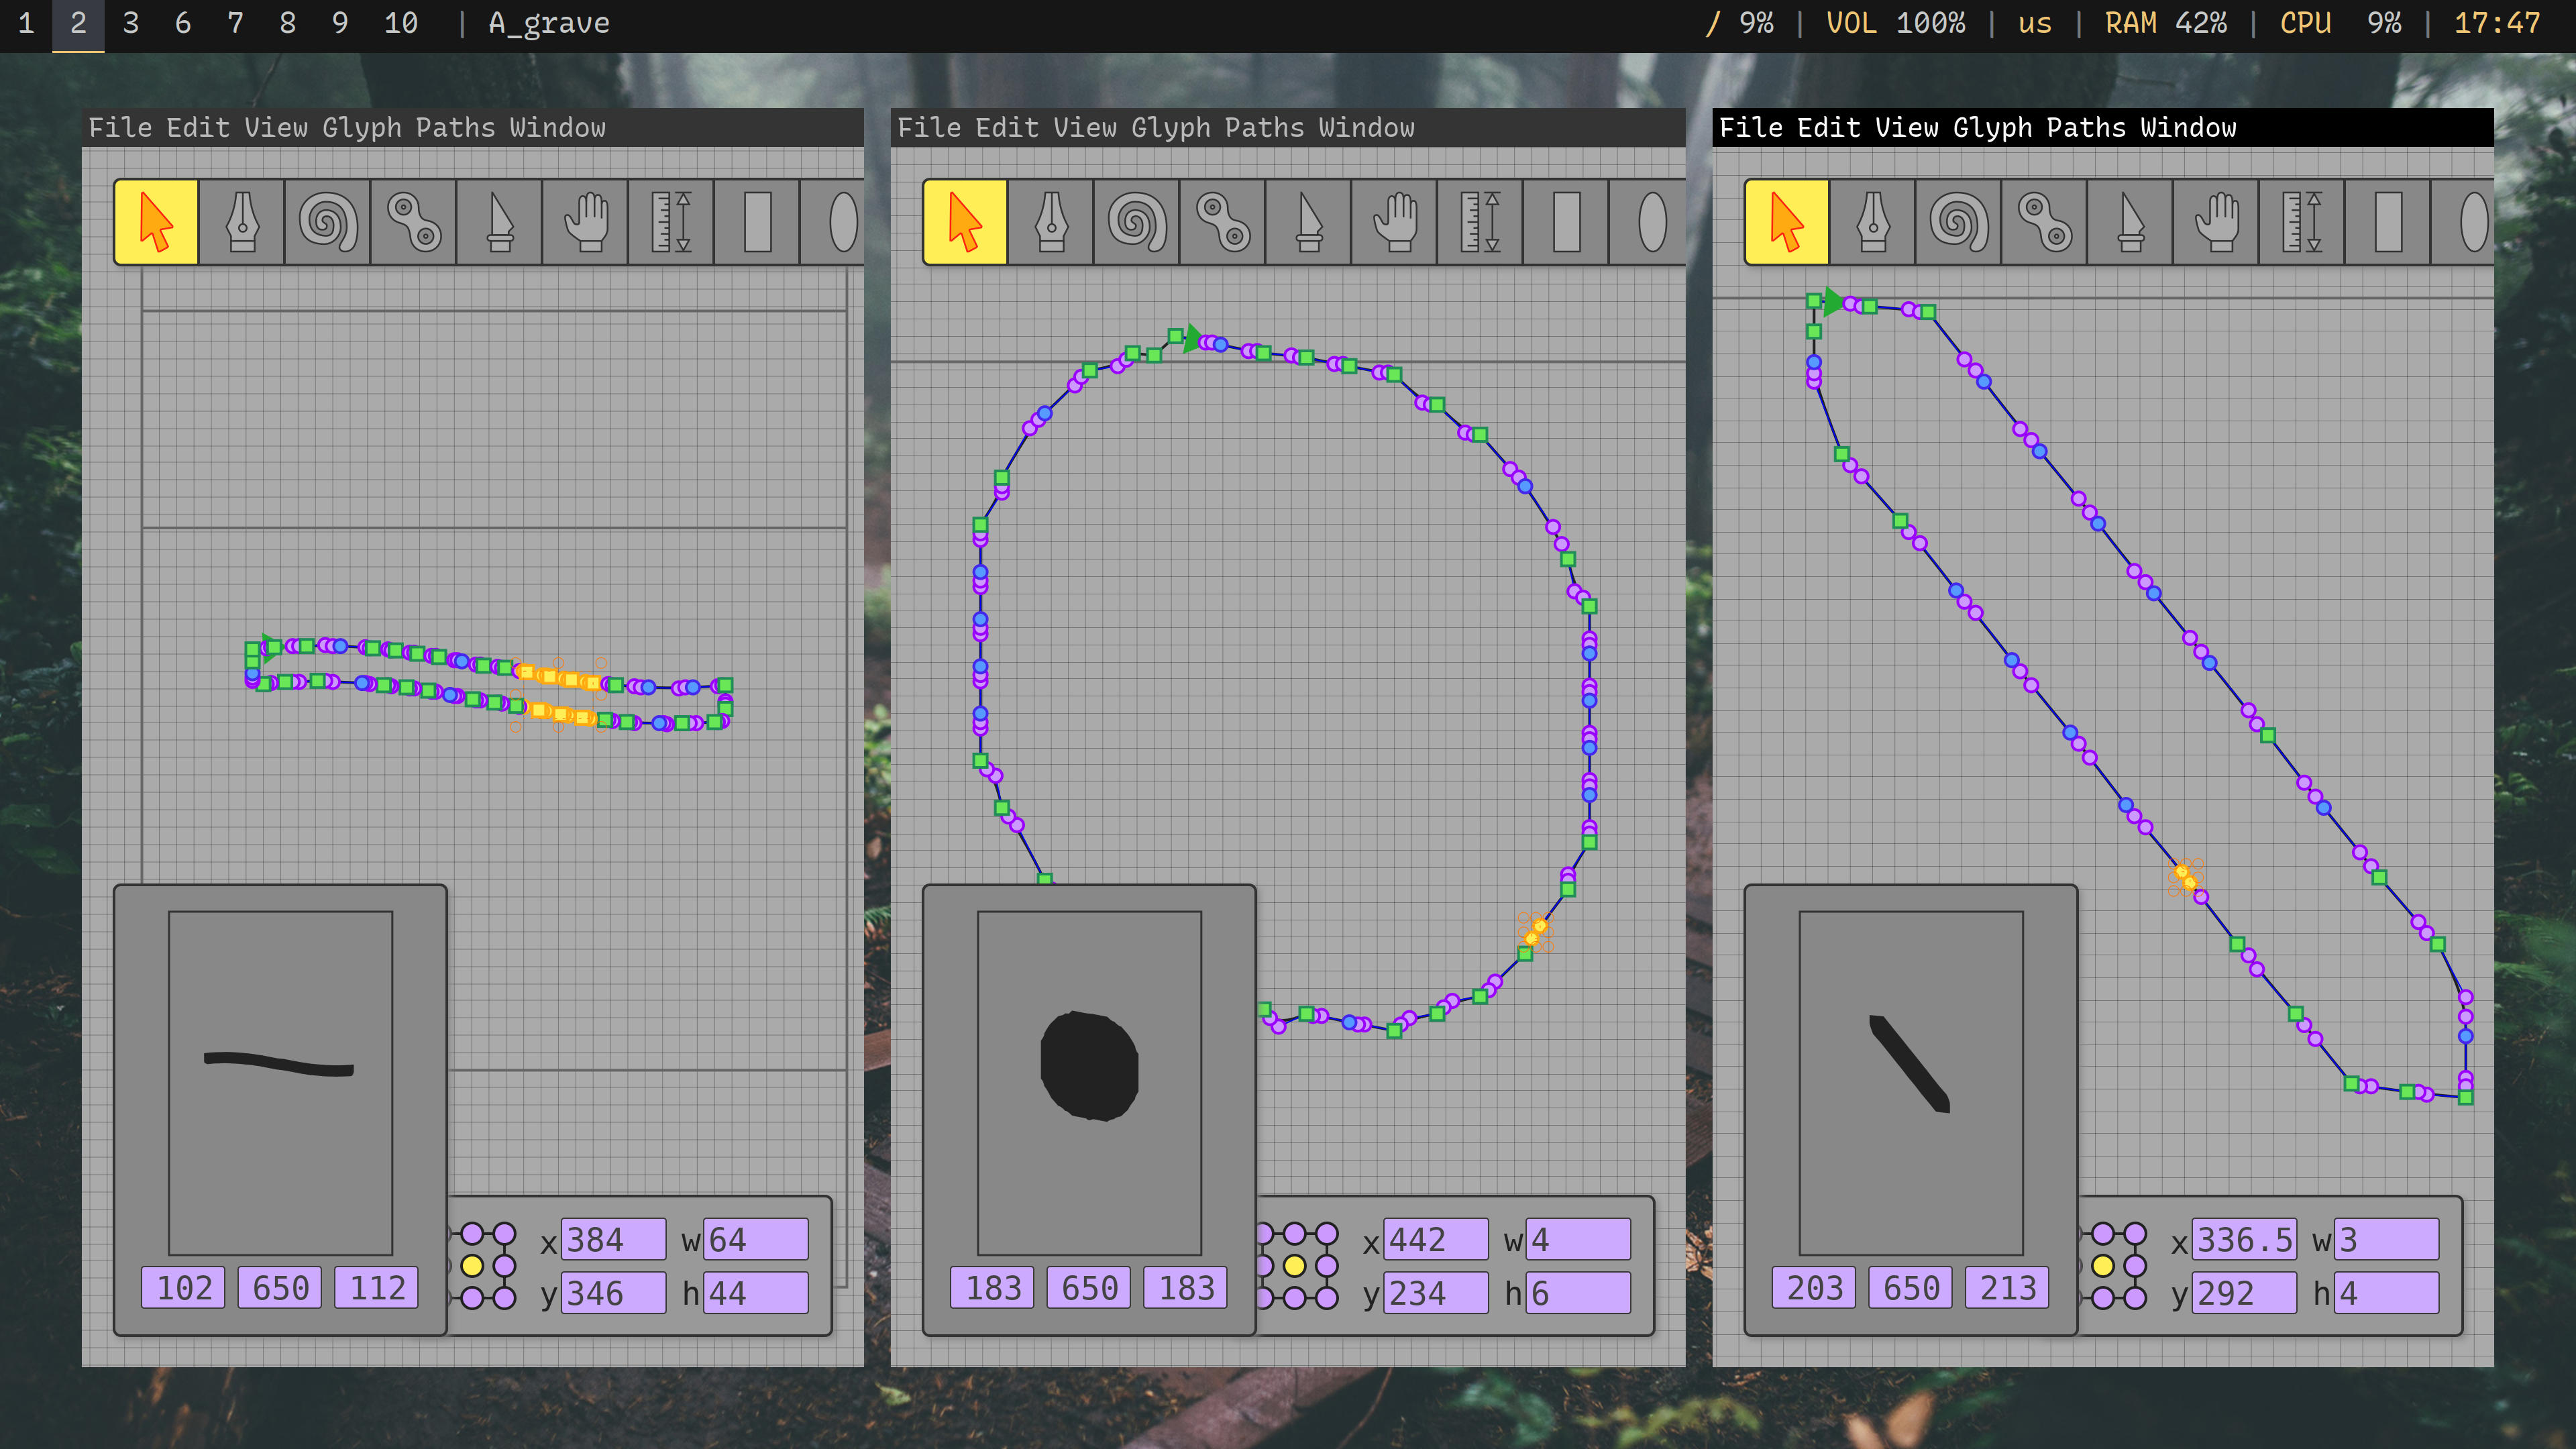 1 2 3 6 7 8 9 10 | A_grave
/ 9% | VOL 100% | us | RAM 42% | CPU 9% | 17:47
File Edit View Glyph Paths Window
102 650 112
x 384 w 64
y 346 h 44
File Edit View Glyph Paths Window
183 650 183
x 442 w 4
y 234 h 6
File Edit View Glyph Paths Window
203 650 213
x 336.5 w 3
y 292 h 4